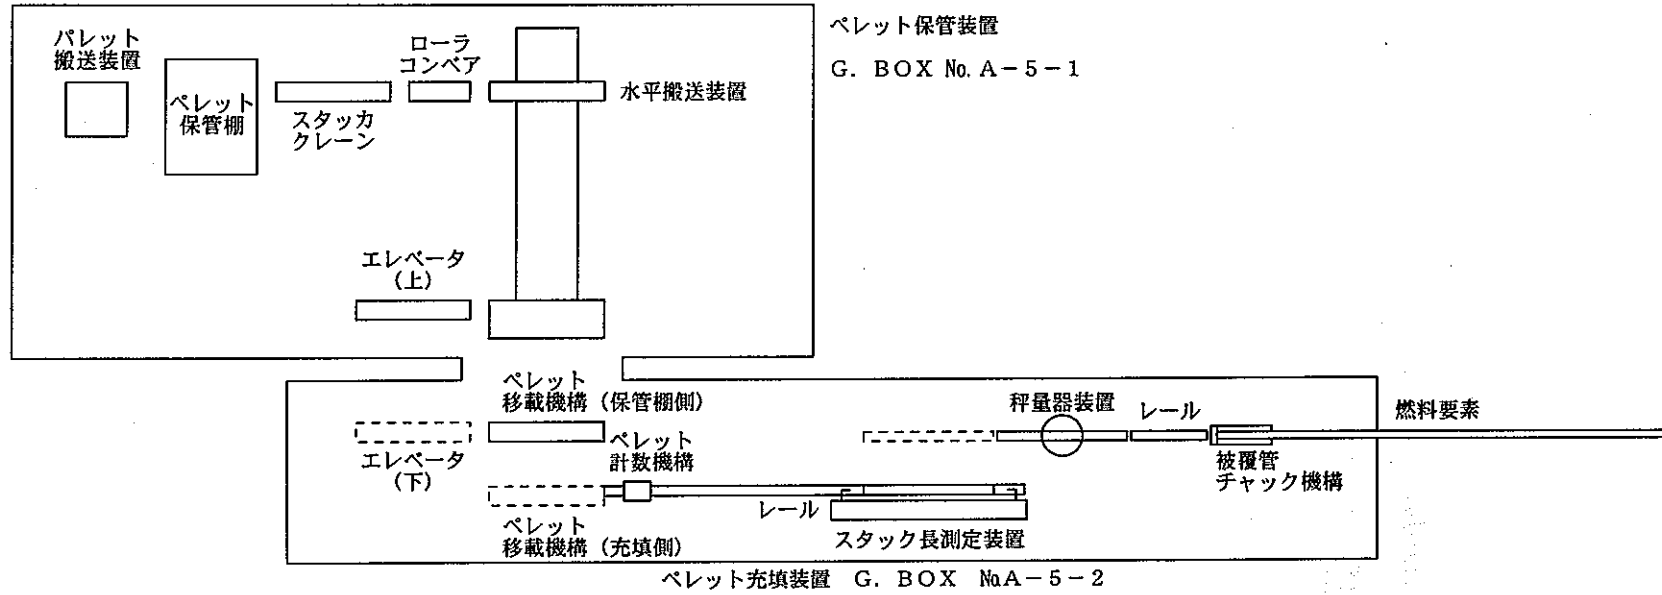 ペレット保管装置
G. BOX No. A-5-1
パレット
搬送装置
ペレット
保管棚
スタッカ
クレーン
ローラ
コンベア
水平搬送装置
エレベータ
(上)
ペレット
移載機構 (保管棚側)
エレベータ
(下)
ペレット
計数機構
ペレット
移載機構 (充填側)
レール
スタック長測定装置
秤量器装置
レール
被覆管
チャック機構
燃料要素
ペレット充填装置 G. BOX No.A-5-2